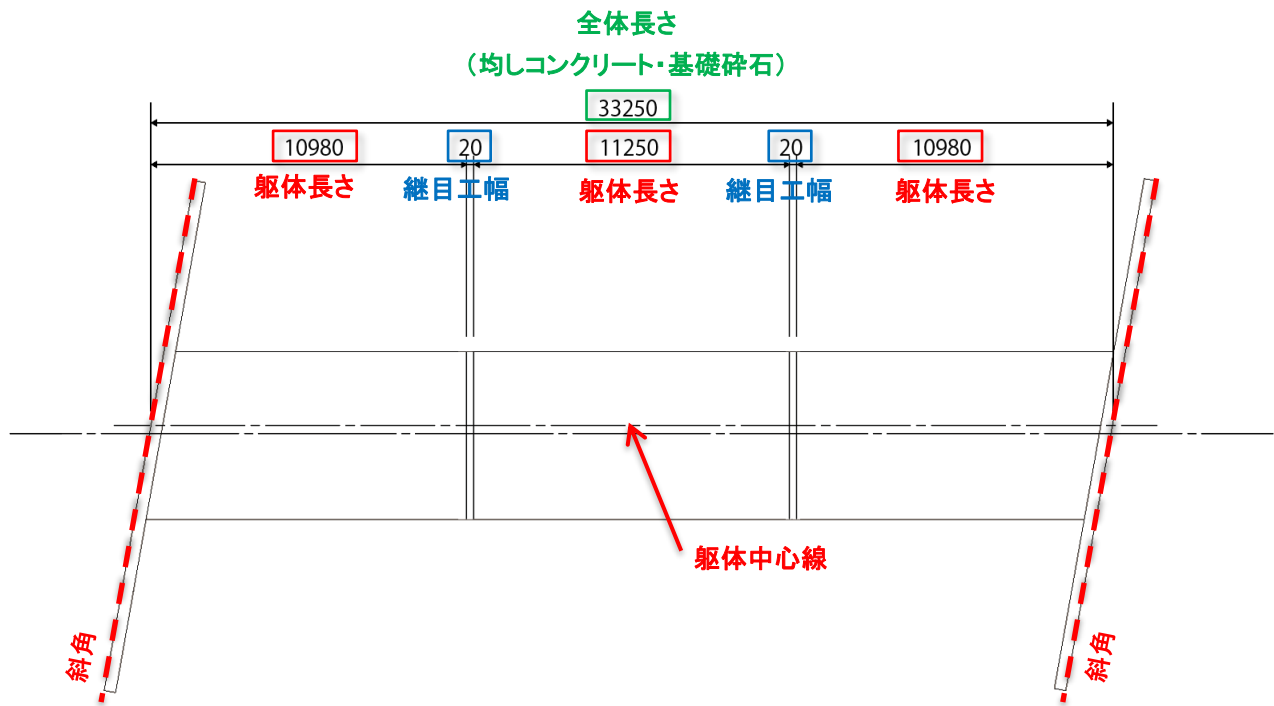 全体長さ
（均しコンクリート・基礎砕石）
33250
10980 20 11250 20 10980
躯体長さ 継目工幅 躯体長さ 継目工幅 躯体長さ
躯体中心線
斜角 斜角